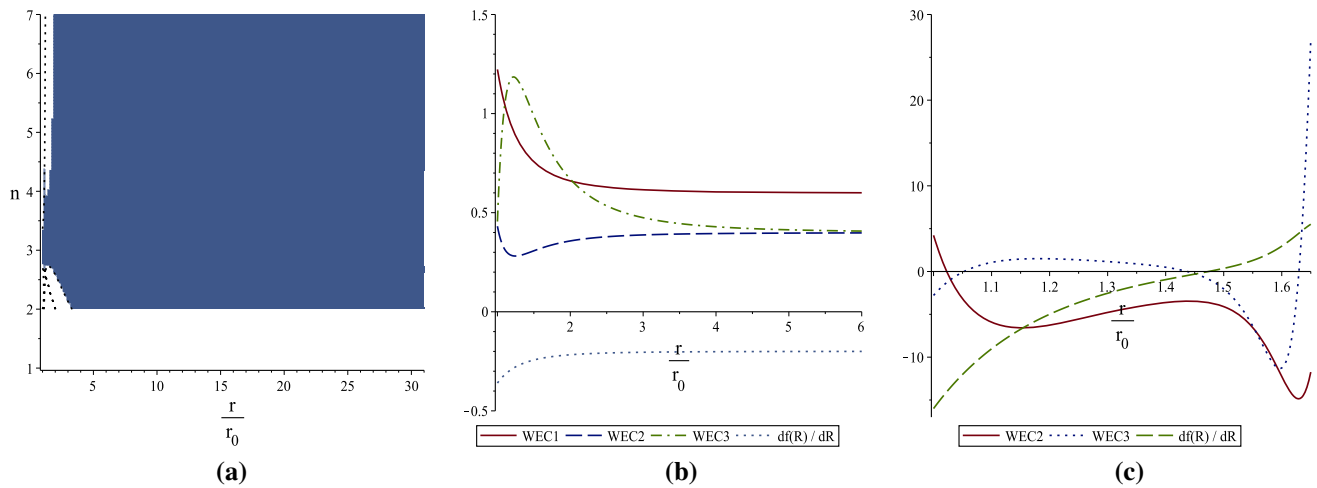 7
6
5
n 4
3
2
1
5 10 15 20 25 30
r
r0
(a)
1.5
1
0.5
0
-0.5
2 3 4 5 6
r
r0
WEC1 WEC2 WEC3 df(R) / dR
(b)
30
20
10
0
-10
1.1 1.2 1.3 1.4 1.5 1.6
r
r0
WEC2 WEC3 df(R) / dR
(c)